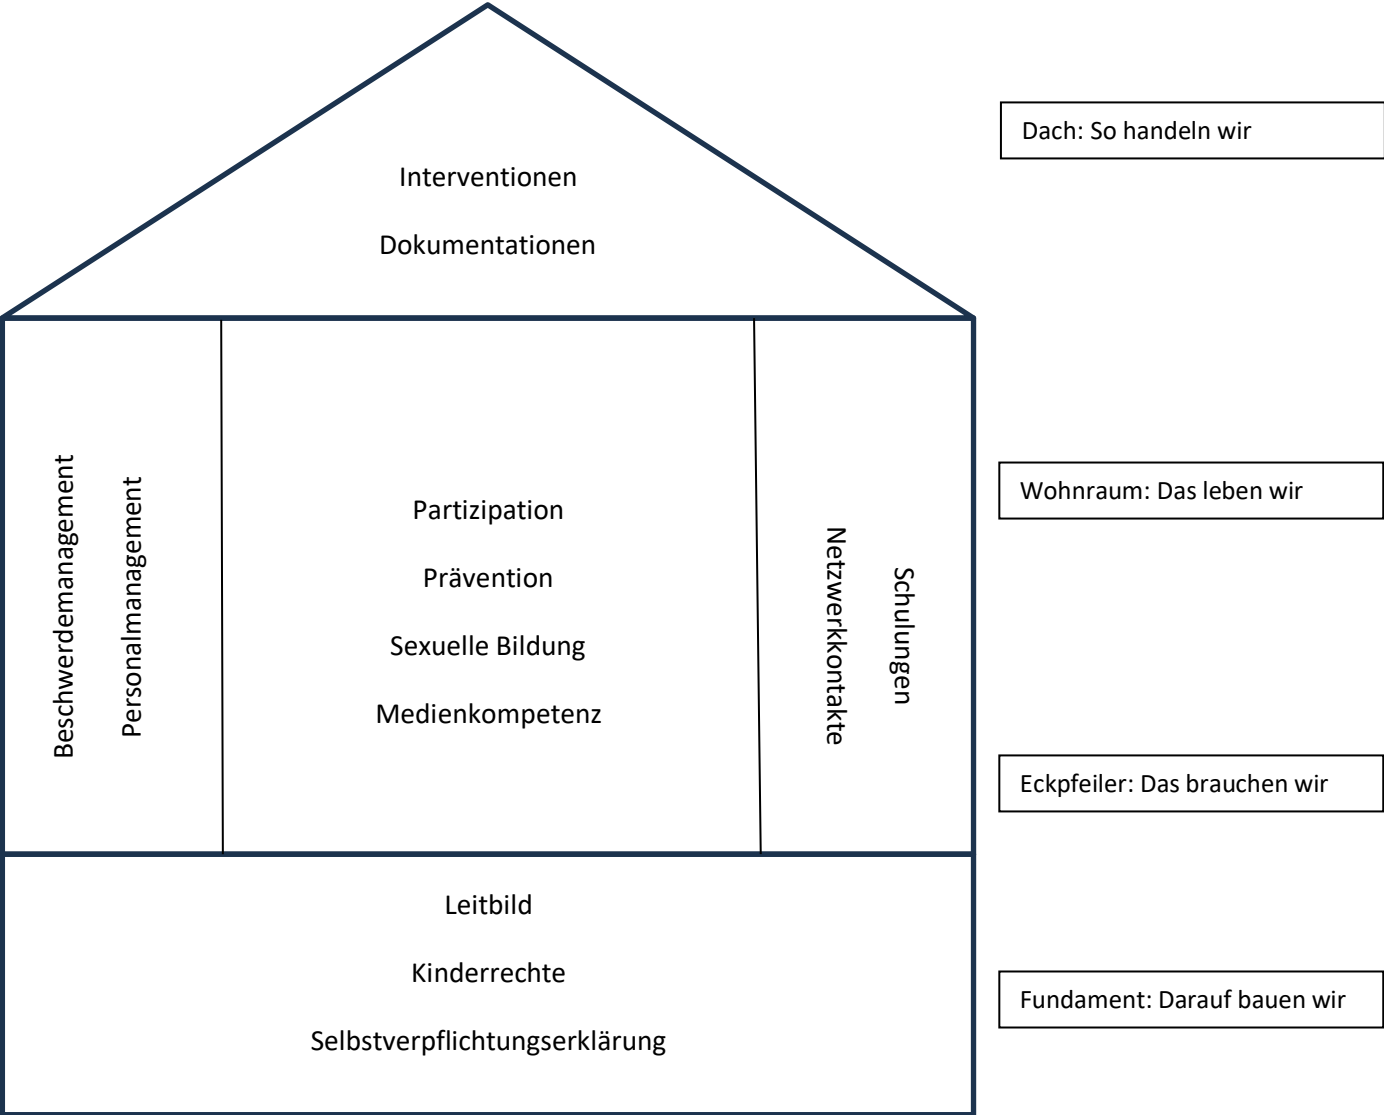 Interventionen
Dokumentationen
Dach: So handeln wir
Beschwerdemanagement
Personalmanagement
Partizipation
Prävention
Sexuelle Bildung
Medienkompetenz
Schulungen
Netzwerkkontakte
Wohnraum: Das leben wir
Eckpfeiler: Das brauchen wir
Leitbild
Kinderrechte
Selbstverpflichtungserklärung
Fundament: Darauf bauen wir